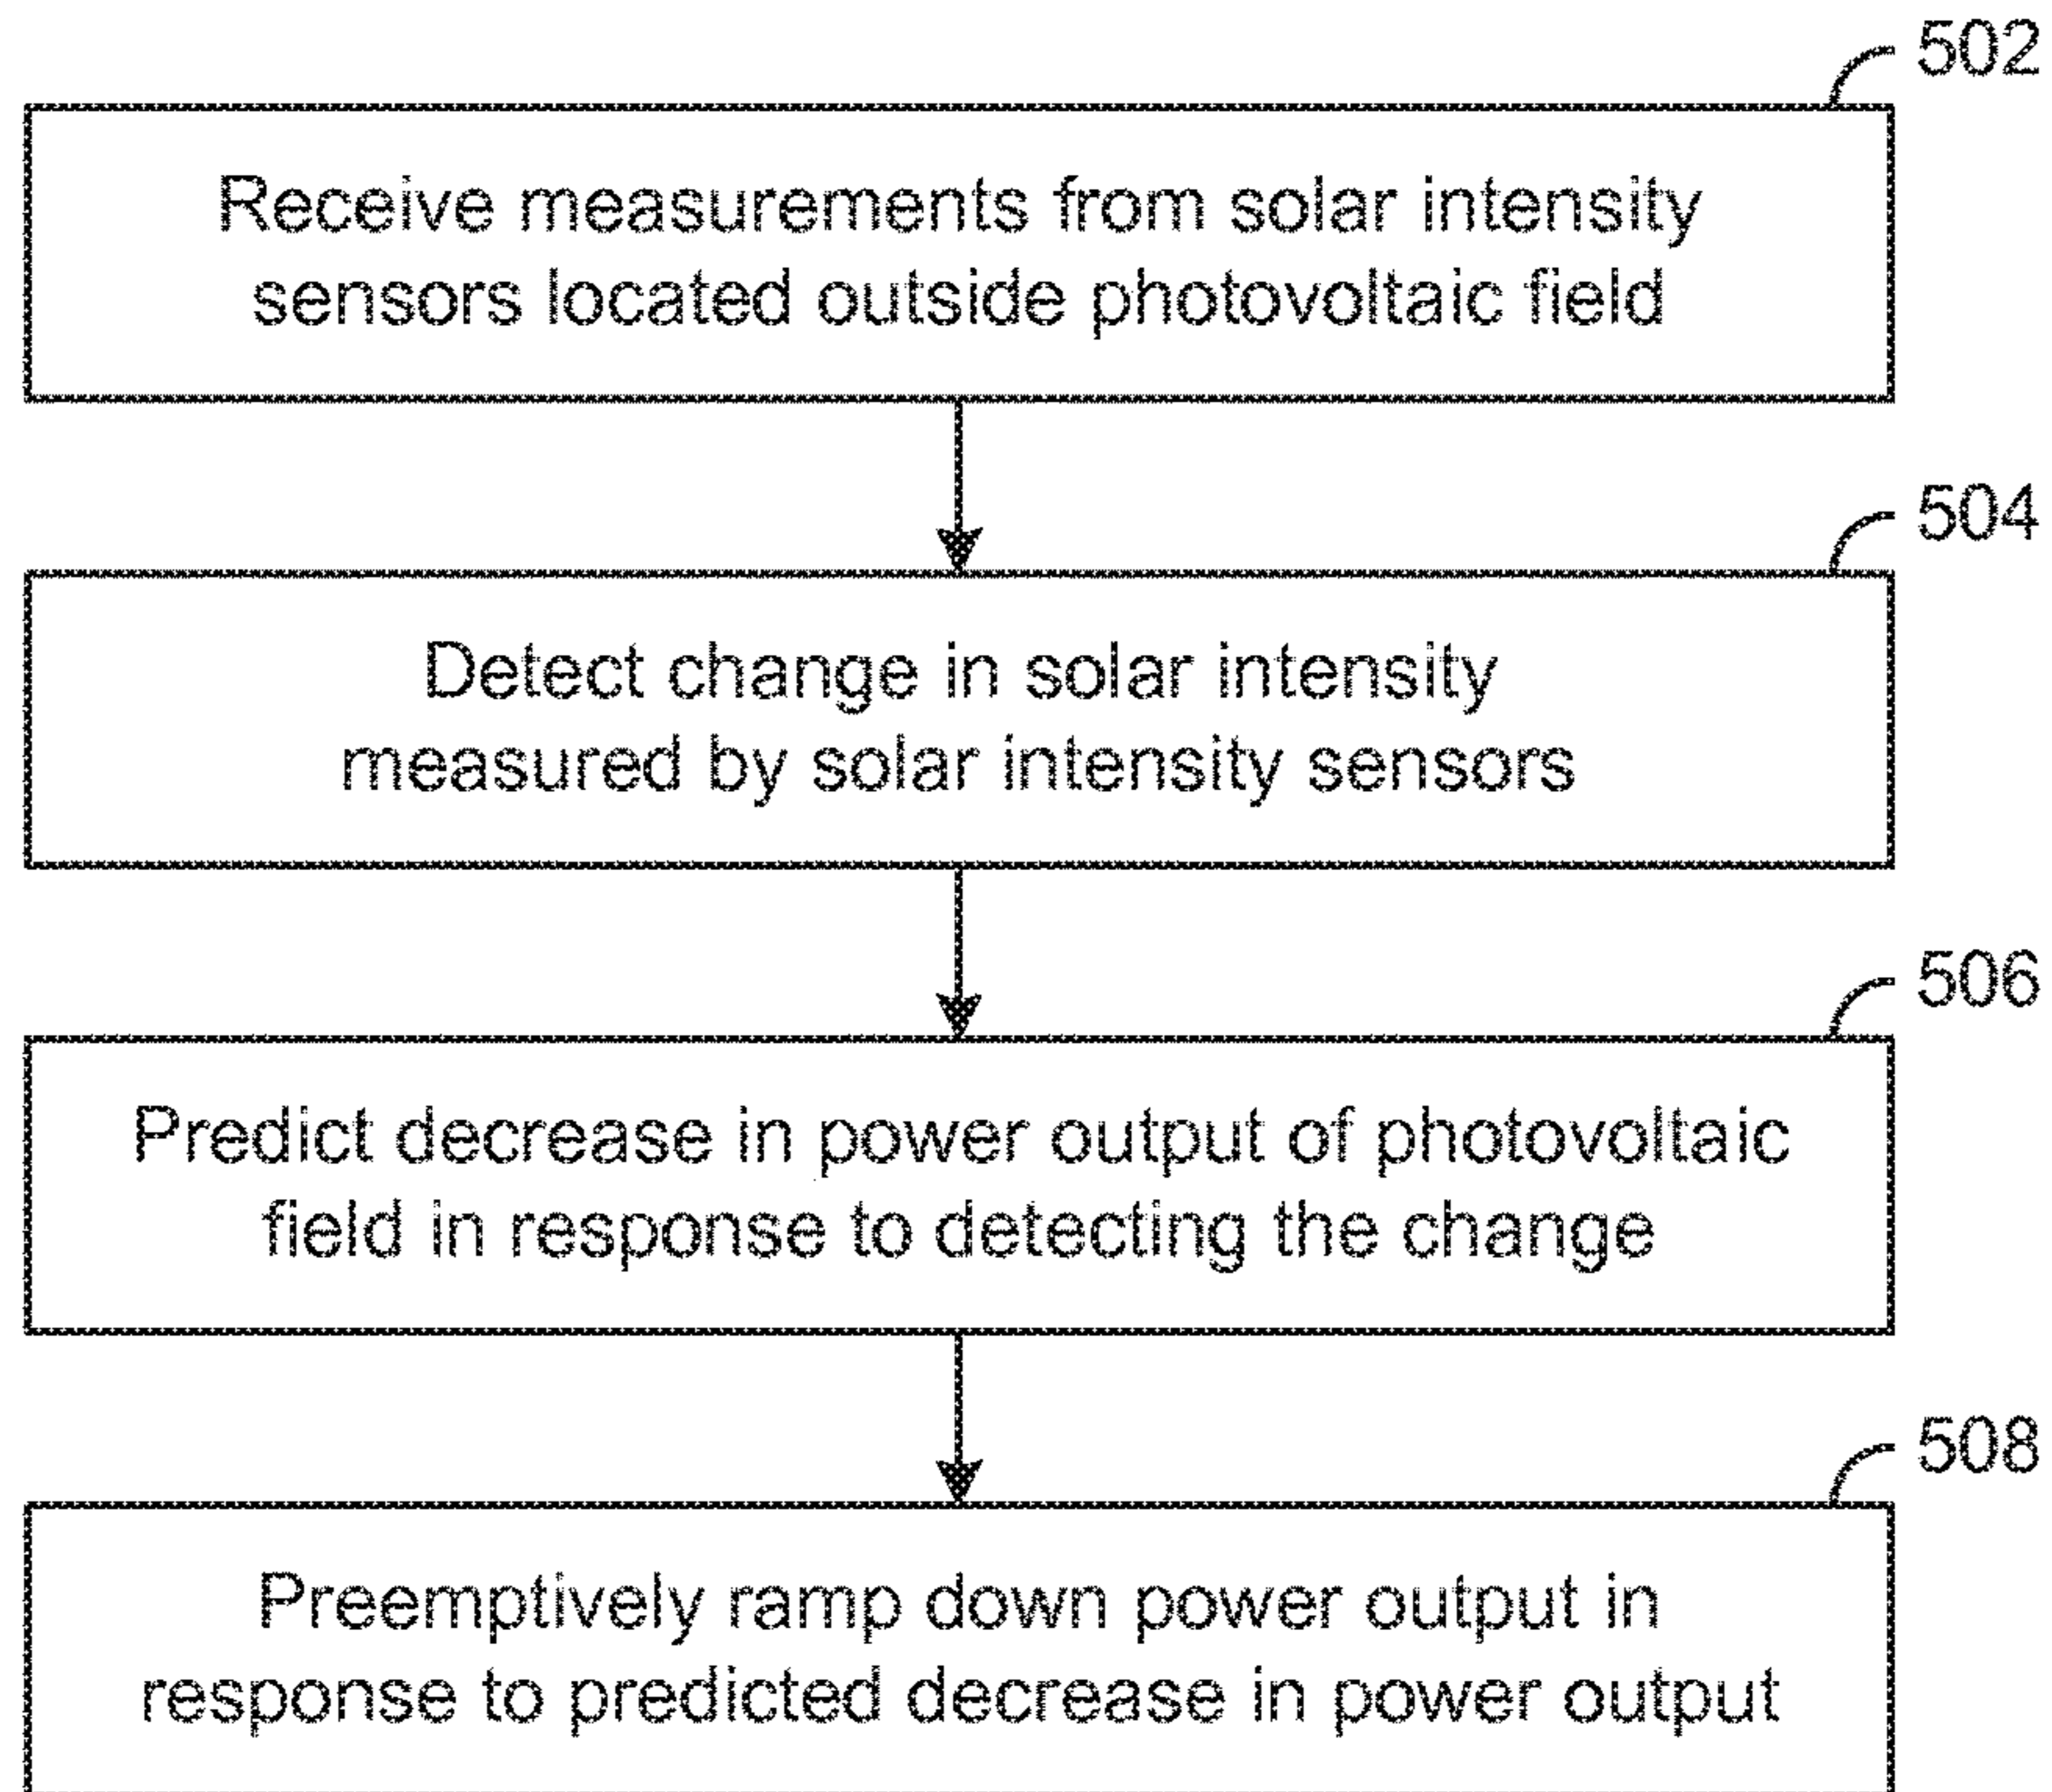 502
Receive measurements from solar intensity
sensors located outside photovoltaic field
504
Detect change in solar intensity
measured by solar intensity sensors
506
Predict decrease in power output of photovoltaic
field in response to detecting the change
508
Preemptively ramp down power output in
response to predicted decrease in power output